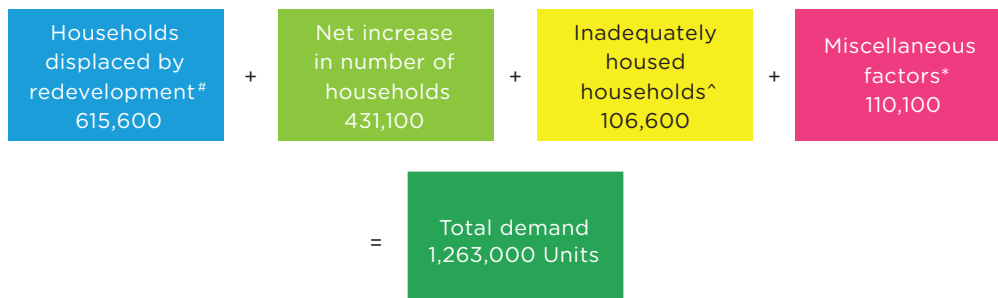 Households
displaced by
redevelopment#
615,600
+
Net increase
in number of
households
431,100
+
Inadequately
housed
households^
106,600
+
Miscellaneous
factors*
110,100
=
Total demand
1,263,000 Units